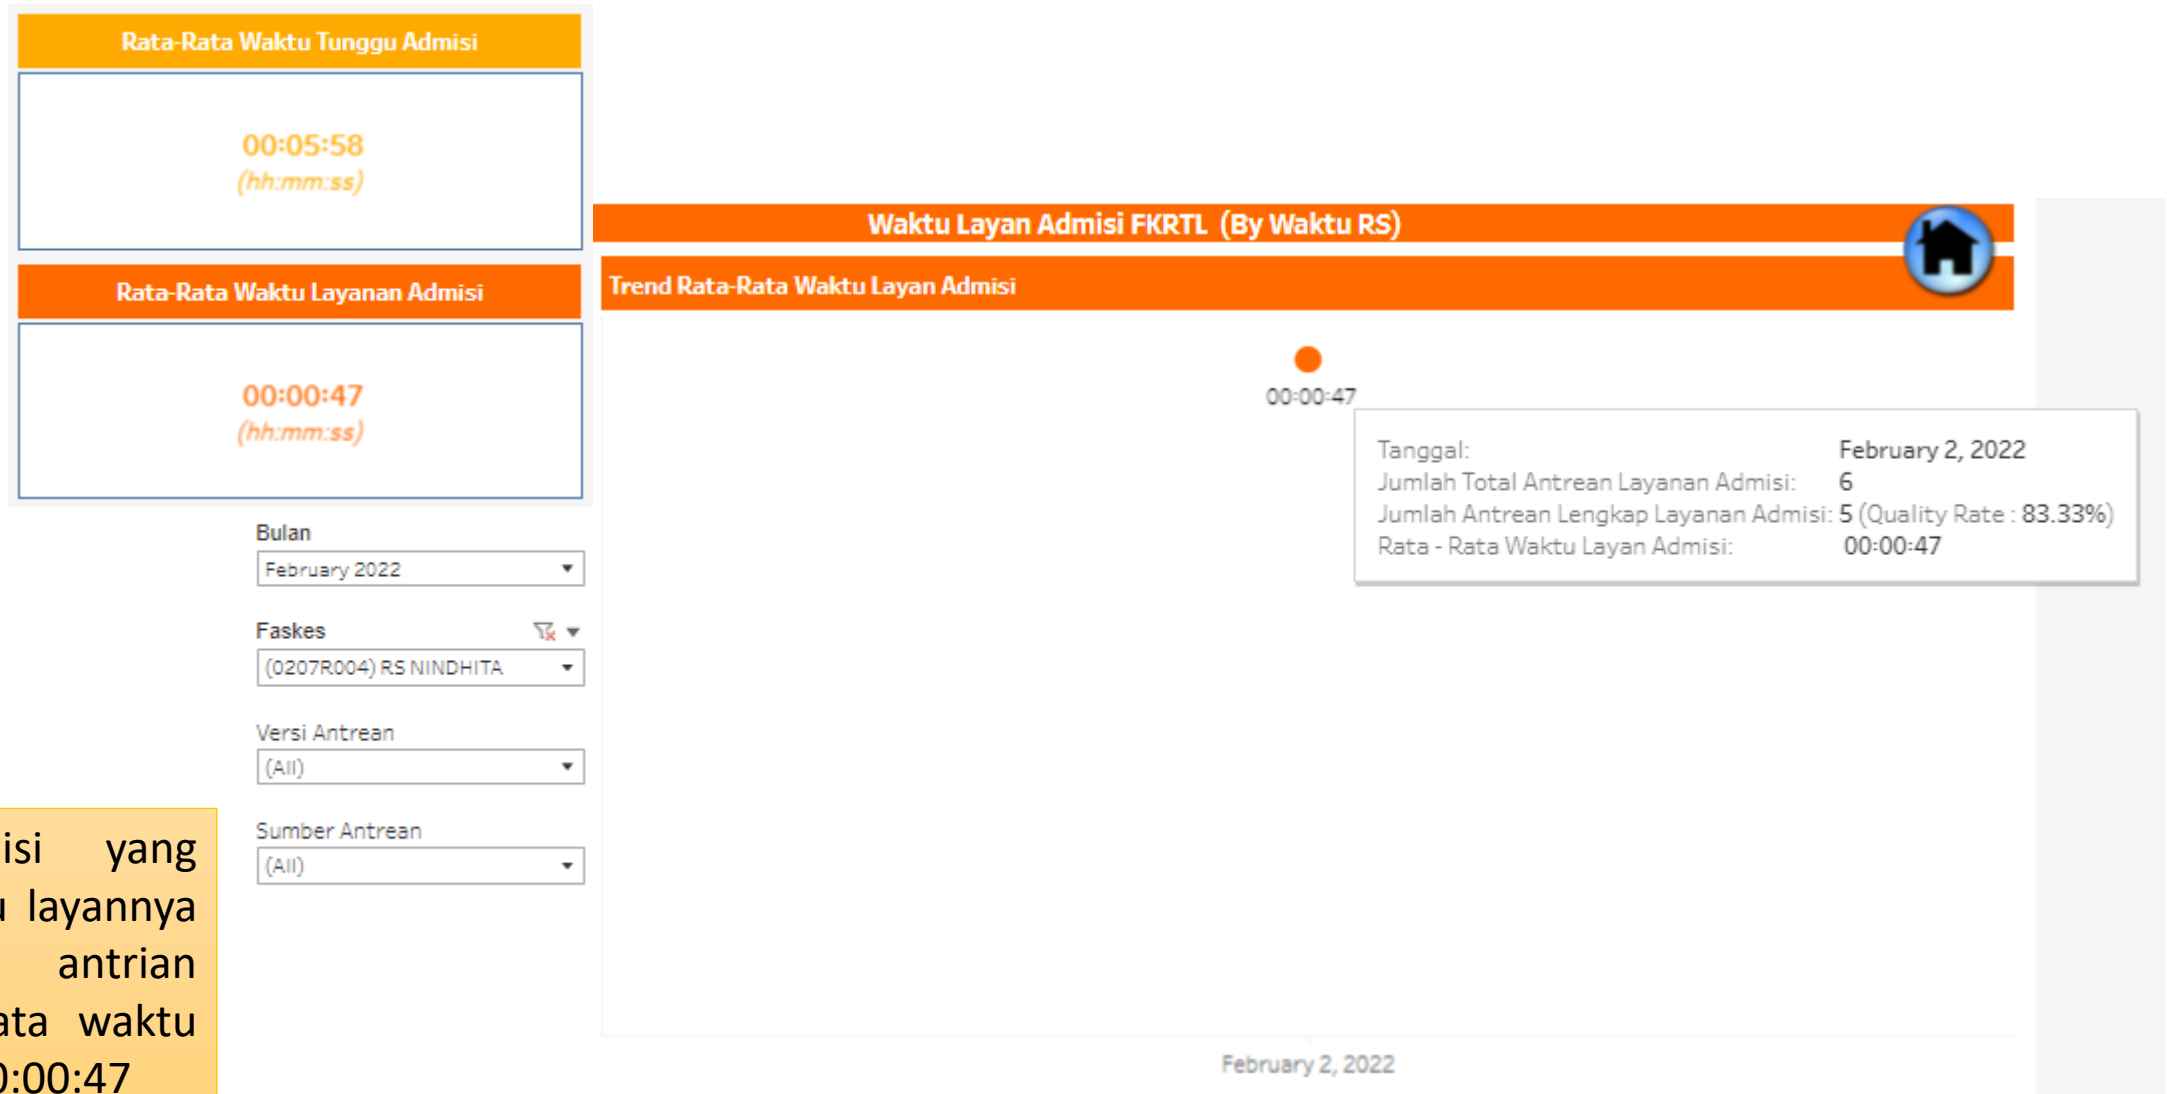 Rata-Rata Waktu Tunggu Admisi
00:05:58
(hh:mm:ss)
Rata-Rata Waktu Layanan Admisi
00:00:47
(hh:mm:ss)
Waktu Layan Admisi FKRTL (By Waktu RS)
Trend Rata-Rata Waktu Layan Admisi
00:00:47
Tanggal: February 2, 2022
Jumlah Total Antrean Layanan Admisi: 6
Jumlah Antrean Lengkap Layanan Admisi: 5 (Quality Rate : 83.33%)
Rata - Rata Waktu Layan Admisi: 00:00:47
February 2, 2022
Bulan
February 2022
Faskes
(0207R004) RS NINDHITA
Versi Antrean
(All)
Sumber Antrean
(All)
yang
layannya
antrian
waktu
:00:47